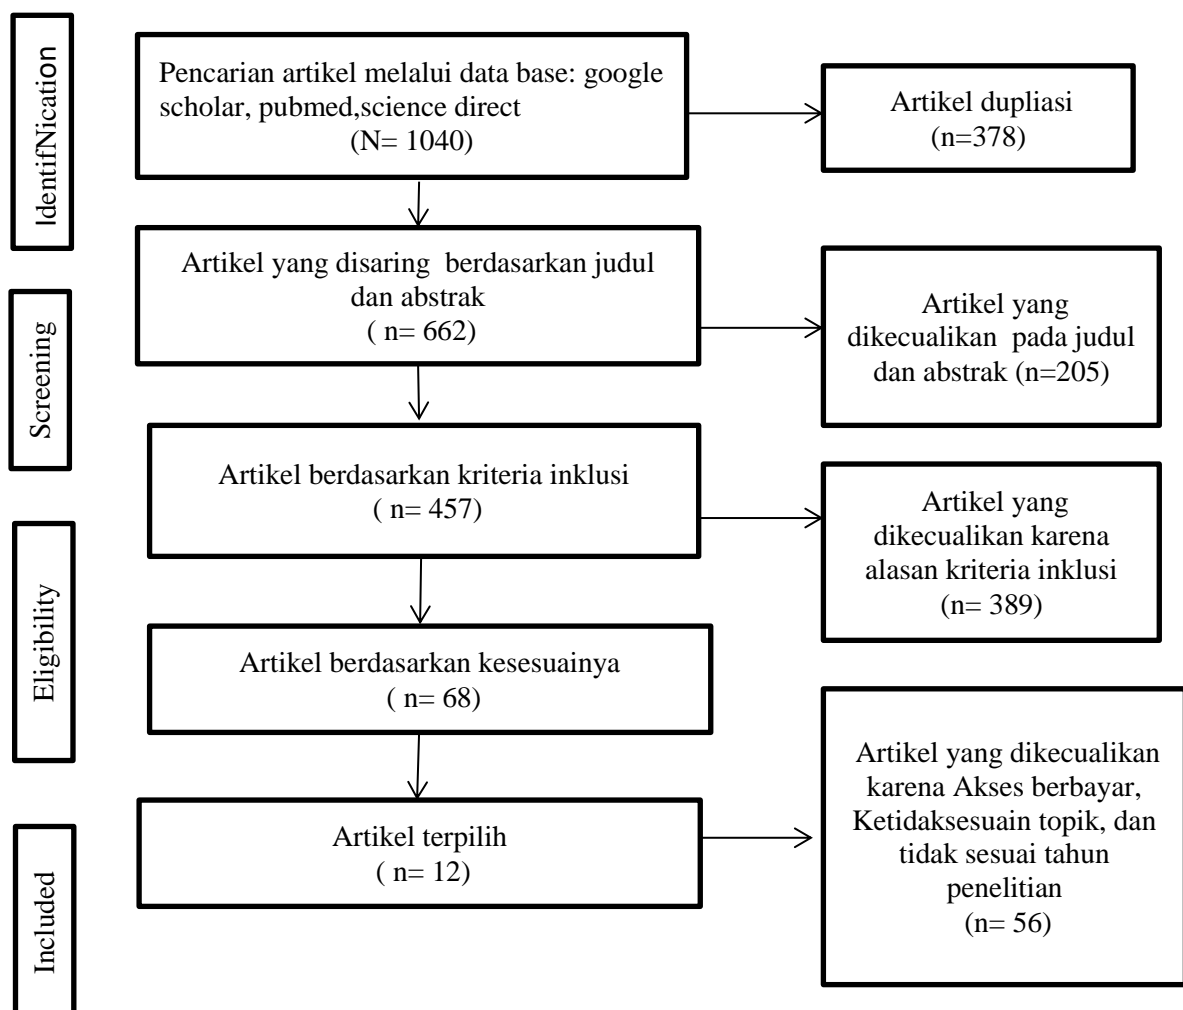 IdentifNication
Pencarian artikel melalui data base: google
scholar, pubmed,science direct
(N= 1040)
Artikel dupliasi
(n=378)
Artikel yang disaring berdasarkan judul
dan abstrak
( n= 662)
Screening
Artikel yang
dikecualikan pada judul
dan abstrak (n=205)
Artikel berdasarkan kriteria inklusi
( n= 457)
Artikel yang
dikecualikan karena
alasan kriteria inklusi
(n= 389)
Eligibility
Artikel berdasarkan kesesuainya
( n= 68)
Artikel yang dikecualikan
karena Akses berbayar,
Ketidaksesuain topik, dan
tidak sesuai tahun
penelitian
(n= 56)
Included
Artikel terpilih
( n= 12)